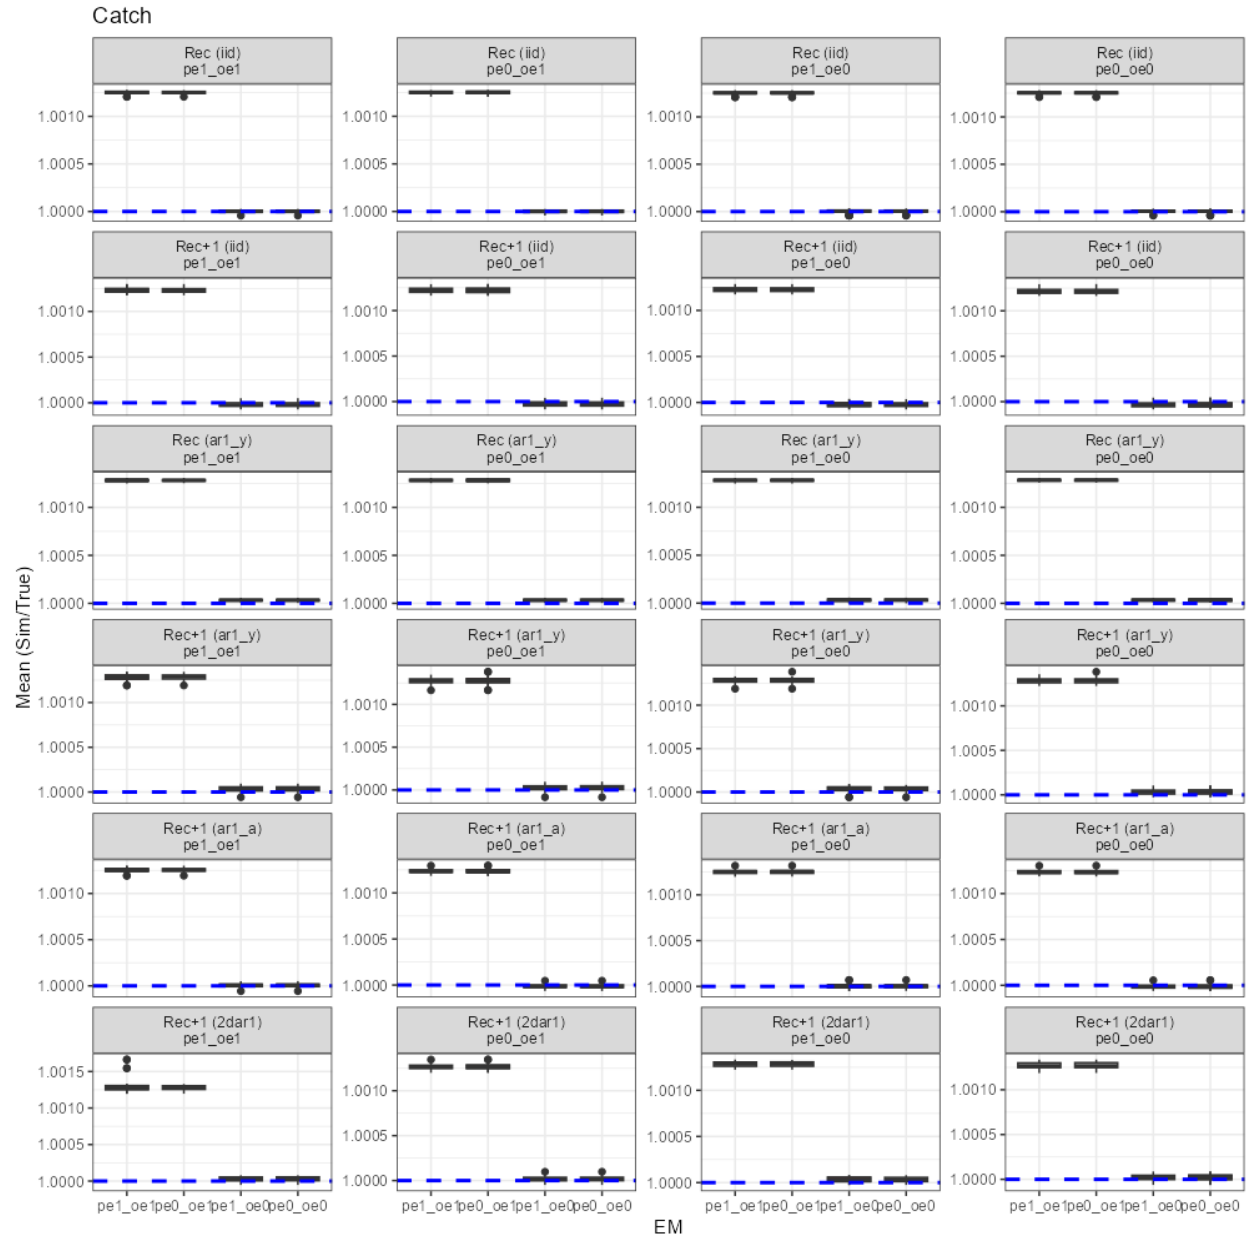 Catch
Mean (Sim/True)
Rec (iid)
pe1_oe1
Rec (iid)
pe0_oe1
Rec (iid)
pe1_oe0
Rec (iid)
pe0_oe0
1.0010
1.0005
1.0000
1.0010
1.0005
1.0000
1.0010
1.0005
1.0000
1.0010
1.0005
1.0000
Rec+1 (iid)
pe1_oe1
Rec+1 (iid)
pe0_oe1
Rec+1 (iid)
pe1_oe0
Rec+1 (iid)
pe0_oe0
1.0010
1.0005
1.0000
1.0010
1.0005
1.0000
1.0010
1.0005
1.0000
1.0010
1.0005
1.0000
Rec (ar1_y)
pe1_oe1
Rec (ar1_y)
pe0_oe1
Rec (ar1_y)
pe1_oe0
Rec (ar1_y)
pe0_oe0
1.0010
1.0005
1.0000
1.0010
1.0005
1.0000
1.0010
1.0005
1.0000
1.0010
1.0005
1.0000
Rec+1 (ar1_y)
pe1_oe1
Rec+1 (ar1_y)
pe0_oe1
Rec+1 (ar1_y)
pe1_oe0
Rec+1 (ar1_y)
pe0_oe0
1.0010
1.0005
1.0000
1.0010
1.0005
1.0000
1.0010
1.0005
1.0000
1.0010
1.0005
1.0000
Rec+1 (ar1_a)
pe1_oe1
Rec+1 (ar1_a)
pe0_oe1
Rec+1 (ar1_a)
pe1_oe0
Rec+1 (ar1_a)
pe0_oe0
1.0010
1.0005
1.0000
1.0010
1.0005
1.0000
1.0010
1.0005
1.0000
1.0010
1.0005
1.0000
Rec+1 (2dar1)
pe1_oe1
Rec+1 (2dar1)
pe0_oe1
Rec+1 (2dar1)
pe1_oe0
Rec+1 (2dar1)
pe0_oe0
1.0015
1.0010
1.0005
1.0000
1.0010
1.0005
1.0000
1.0010
1.0005
1.0000
1.0010
1.0005
1.0000
pe1_oe1pe0_oe1pe1_oe0pe0_oe0
pe1_oe1pe0_oe1pe1_oe0pe0_oe0
pe1_oe1pe0_oe1pe1_oe0pe0_oe0
pe1_oe1pe0_oe1pe1_oe0pe0_oe0
EM